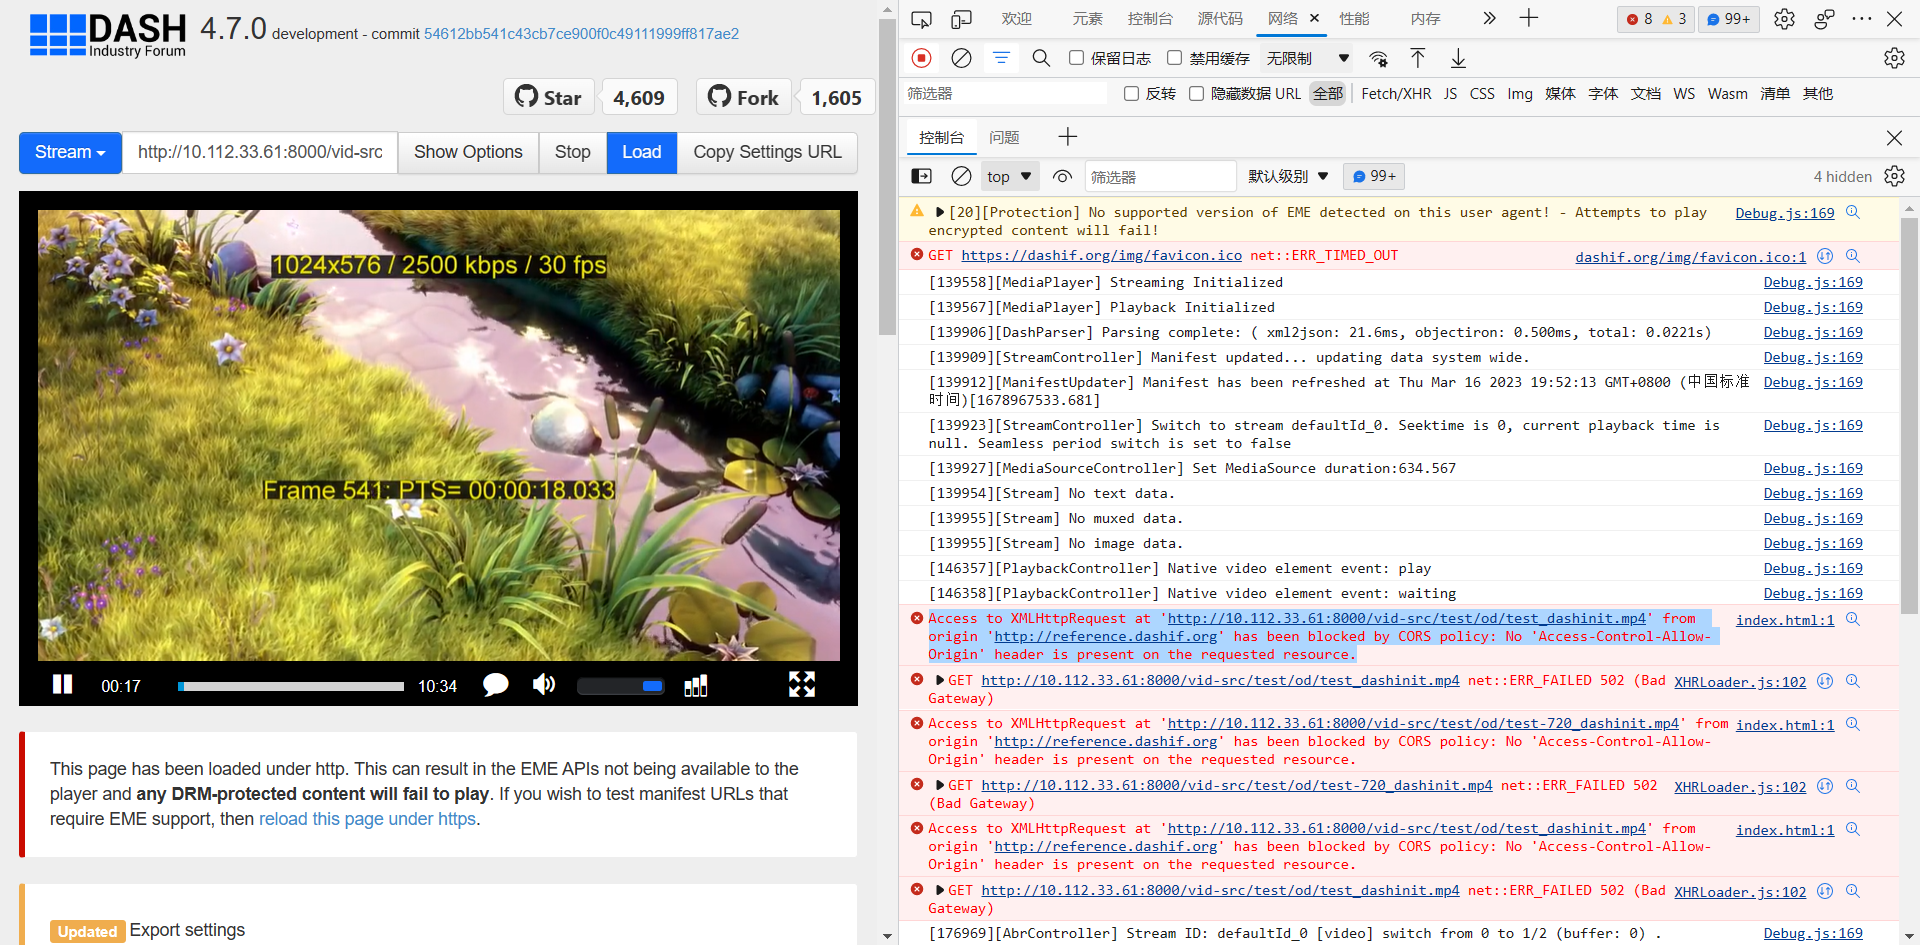 DASH
Industry Forum
4.7.0 development - commit 54612bb541c43cb7ce900f0c49111999ff817ae2
Star 4,609 Fork 1,605
Stream http://10.112.33.61:8000/vid-src Show Options Stop Load Copy Settings URL
1024x576 / 2500 kbps / 30 fps
Frame 541: PTS= 00:00:18.033
00:17 10:34
This page has been loaded under http. This can result in the EME APIs not being available to the
player and any DRM-protected content will fail to play. If you wish to test manifest URLs that
require EME support, then reload this page under https.
Updated Export settings
欢迎 元素 控制台 源代码 网络 性能 内存 8 3 99+
保留日志 禁用缓存 无限制
筛选器 反转 隐藏数据 URL 全部 Fetch/XHR JS CSS Img 媒体 字体 文档 WS Wasm 清单 其他
控制台 问题
top 筛选器 默认级别 99+ 4 hidden
[20][Protection] No supported version of EME detected on this user agent! - Attempts to play Debug.js:169
encrypted content will fail!
GET https://dashif.org/img/favicon.ico net::ERR_TIMED_OUT dashif.org/img/favicon.ico:1
[139558][MediaPlayer] Streaming Initialized Debug.js:169
[139567][MediaPlayer] Playback Initialized Debug.js:169
[139906][DashParser] Parsing complete: ( xml2json: 21.6ms, objectiron: 0.500ms, total: 0.0221s) Debug.js:169
[139909][StreamController] Manifest updated... updating data system wide. Debug.js:169
[139912][ManifestUpdater] Manifest has been refreshed at Thu Mar 16 2023 19:52:13 GMT+0800 (中国标准 Debug.js:169
时间)[1678967533.681]
[139923][StreamController] Switch to stream defaultId_0. Seektime is 0, current playback time is Debug.js:169
null. Seamless period switch is set to false
[139927][MediaSourceController] Set MediaSource duration:634.567 Debug.js:169
[139954][Stream] No text data. Debug.js:169
[139955][Stream] No muxed data. Debug.js:169
[139955][Stream] No image data. Debug.js:169
[146357][PlaybackController] Native video element event: play Debug.js:169
[146358][PlaybackController] Native video element event: waiting Debug.js:169
Access to XMLHttpRequest at 'http://10.112.33.61:8000/vid-src/test/od/test_dashinit.mp4' from index.html:1
origin 'http://reference.dashif.org' has been blocked by CORS policy: No 'Access-Control-Allow-
Origin' header is present on the requested resource.
GET http://10.112.33.61:8000/vid-src/test/od/test_dashinit.mp4 net::ERR_FAILED 502 (Bad XHRLoader.js:102
Gateway)
Access to XMLHttpRequest at 'http://10.112.33.61:8000/vid-src/test/od/test-720_dashinit.mp4' from index.html:1
origin 'http://reference.dashif.org' has been blocked by CORS policy: No 'Access-Control-Allow-
Origin' header is present on the requested resource.
GET http://10.112.33.61:8000/vid-src/test/od/test-720_dashinit.mp4 net::ERR_FAILED 502 XHRLoader.js:102
(Bad Gateway)
Access to XMLHttpRequest at 'http://10.112.33.61:8000/vid-src/test/od/test_dashinit.mp4' from index.html:1
origin 'http://reference.dashif.org' has been blocked by CORS policy: No 'Access-Control-Allow-
Origin' header is present on the requested resource.
GET http://10.112.33.61:8000/vid-src/test/od/test_dashinit.mp4 net::ERR_FAILED 502 (Bad XHRLoader.js:102
Gateway)
[176969][AbrController] Stream ID: defaultId_0 [video] switch from 0 to 1/2 (buffer: 0) . Debug.js:169